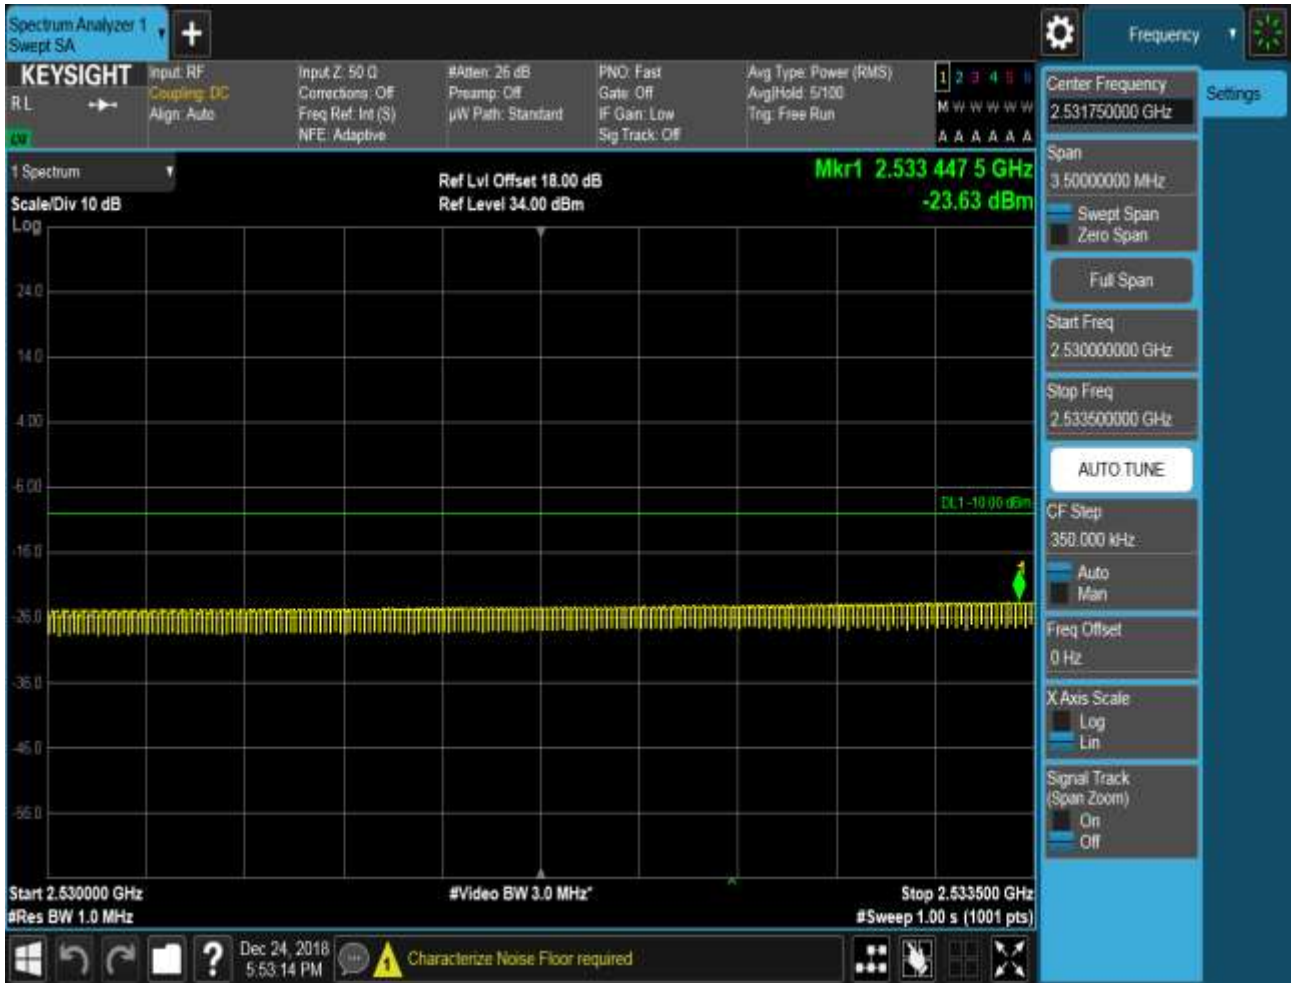 Spectrum Analyzer 1
Swept SA
+
Frequency
KEYSIGHT
R L
Input: RF
Coupling: DC
Align: Auto
Input Z: 50 Ω
Corrections: Off
Freq Ref: Int (S)
NFE: Adaptive
#Atten: 26 dB
Preamp: Off
µW Path: Standard
PNO: Fast
Gate: Off
IF Gain: Low
Sig Track: Off
Avg Type: Power (RMS)
Avg|Hold: 5/100
Trig: Free Run
1 2 3 4 5 6
M W W W W W
A A A A A A
1 Spectrum
Scale/Div 10 dB
Ref Lvl Offset 18.00 dB
Ref Level 34.00 dBm
Mkr1 2.533 447 5 GHz
-23.63 dBm
Log
24.0
14.0
4.00
-6.00
-16.0
-26.0
-36.0
-46.0
-56.0
DL1 -10.00 dBm
1
Start 2.530000 GHz
#Res BW 1.0 MHz
#Video BW 3.0 MHz*
Stop 2.533500 GHz
#Sweep 1.00 s (1001 pts)
Center Frequency
2.531750000 GHz
Settings
Span
3.50000000 MHz
Swept Span
Zero Span
Full Span
Start Freq
2.530000000 GHz
Stop Freq
2.533500000 GHz
AUTO TUNE
CF Step
350.000 kHz
Auto
Man
Freq Offset
0 Hz
X Axis Scale
Log
Lin
Signal Track
(Span Zoom)
On
Off
?
Dec 24, 2018
5:53:14 PM
1
Characterize Noise Floor required